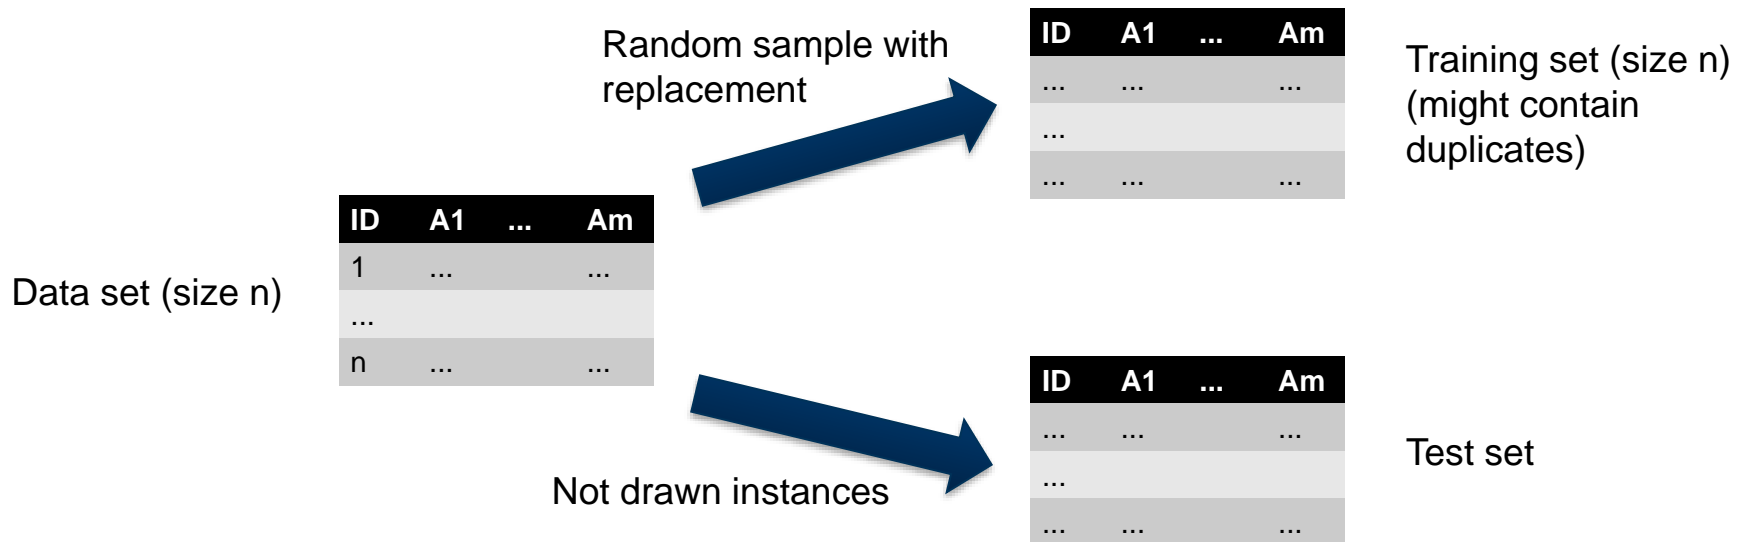 Random sample with
replacement
ID A1 ... Am
... ... ...
...
... ... ...
Training set (size n)
(might contain
duplicates)
Data set (size n)
ID A1 ... Am
1 ... ...
...
n ... ...
Not drawn instances
ID A1 ... Am
... ... ...
...
... ... ...
Test set